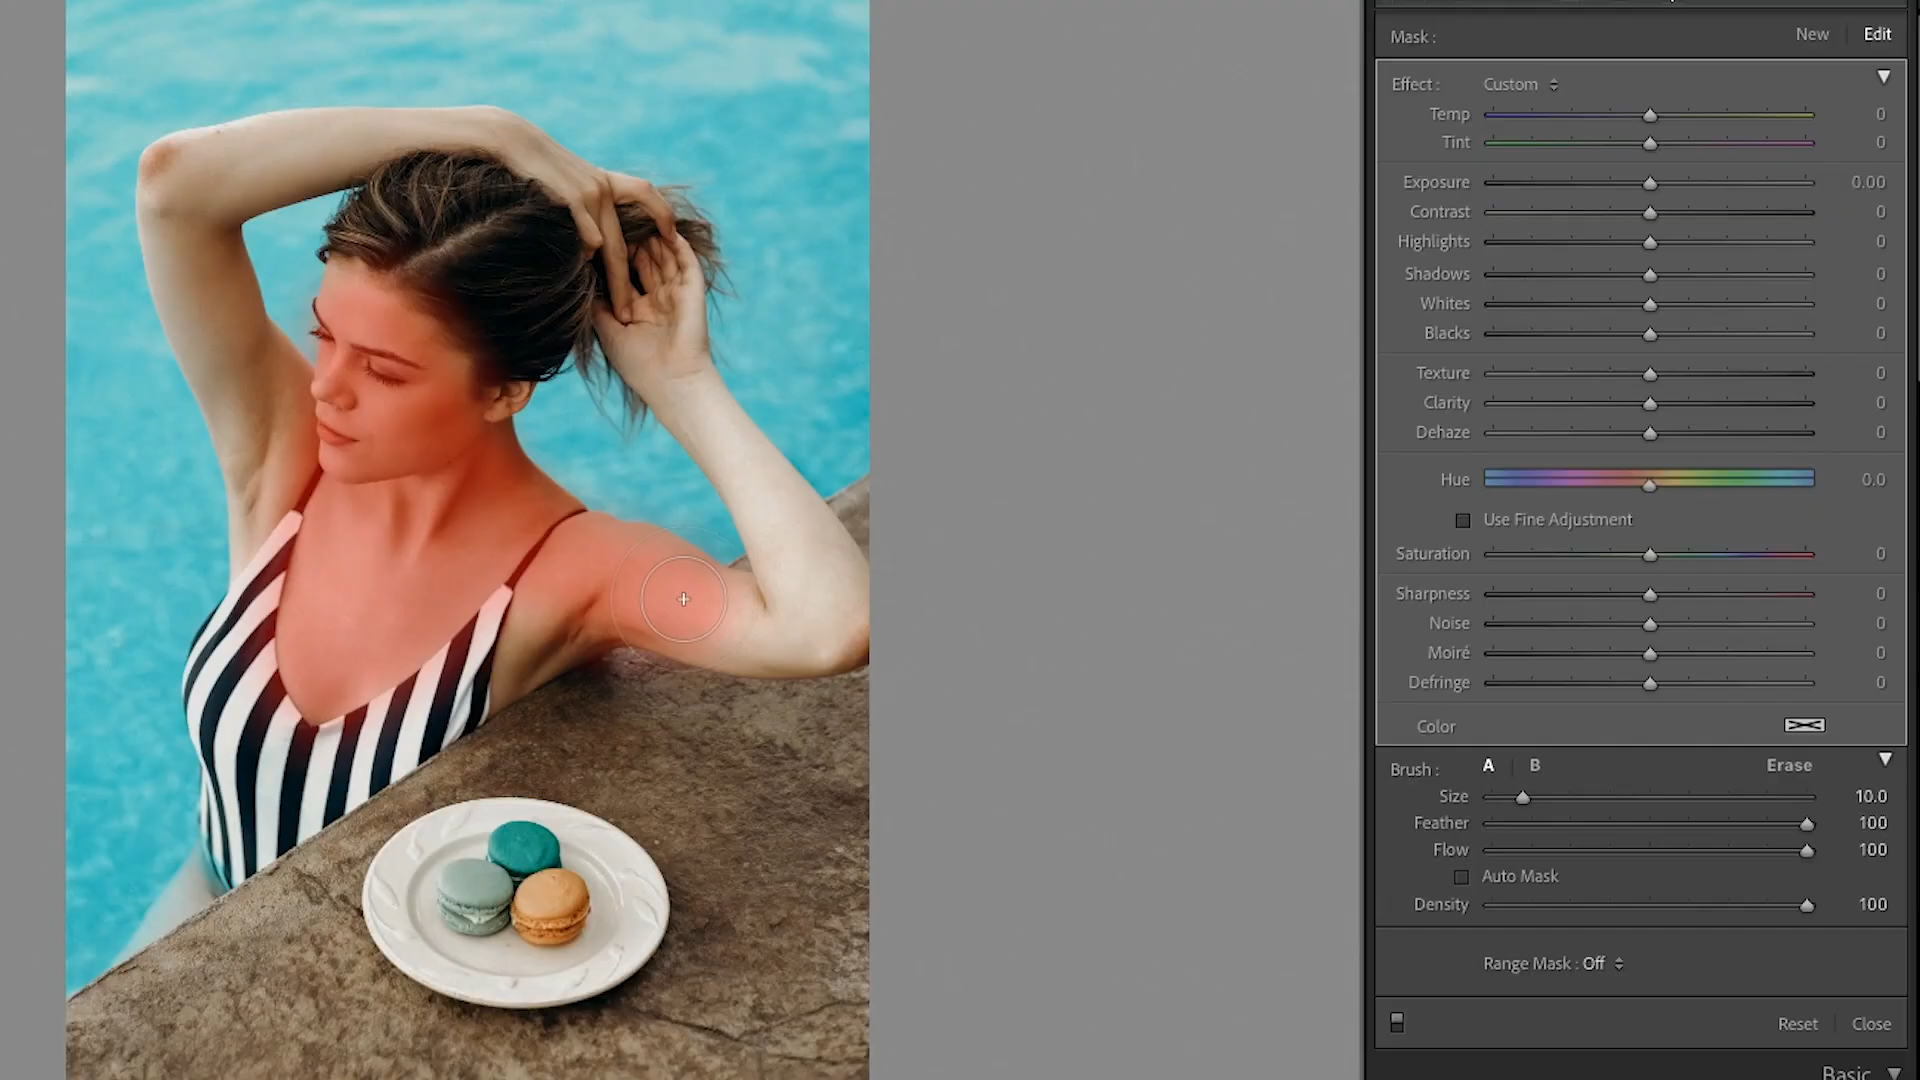 Mask : New Edit
Effect : Custom
Temp 0
Tint 0
Exposure 0.00
Contrast 0
Highlights 0
Shadows 0
Whites 0
Blacks 0
Texture 0
Clarity 0
Dehaze 0
Hue 0.0
Use Fine Adjustment
Saturation 0
Sharpness 0
Noise 0
Moiré 0
Defringe 0
Color
Brush : A B Erase
Size 10.0
Feather 100
Flow 100
Auto Mask
Density 100
Range Mask : Off
Reset Close
Basic